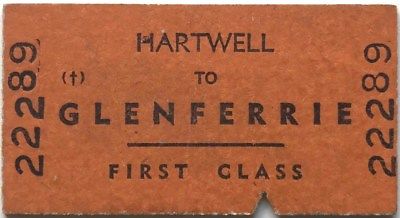 HARTWELL
(†) TO
GLENFERRIE
FIRST CLASS
22289
22289